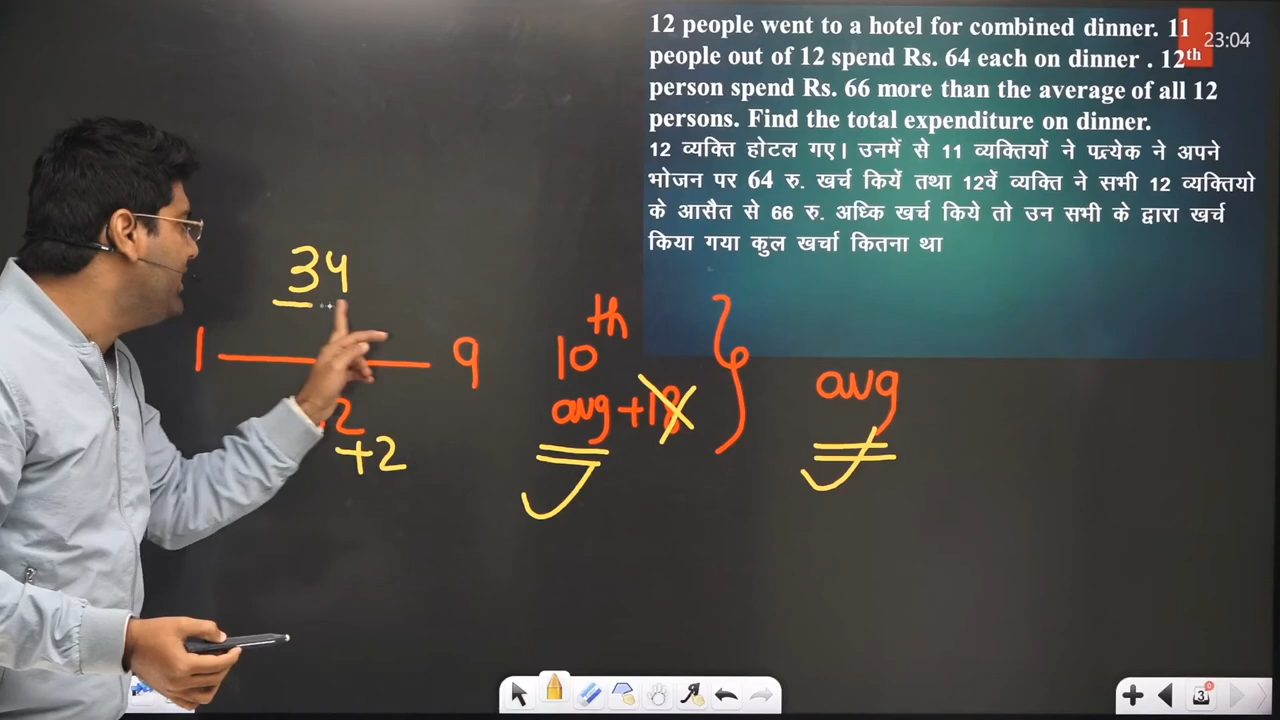 12 people went to a hotel for combined dinner. 11
people out of 12 spend Rs. 64 each on dinner . 12th
person spend Rs. 66 more than the average of all 12
persons. Find the total expenditure on dinner.
12 व्यक्ति होटल गए। उनमें से 11 व्यक्तियों ने प्रत्येक ने अपने
भोजन पर 64 रु. खर्च कियें तथा 12वें व्यक्ति ने सभी 12 व्यक्तियो
के आसैत से 66 रु. अधिक खर्च किये तो उन सभी के द्वारा खर्च
किया गया कुल खर्चा कितना था
23:04
34
1 9
2
+2
10th
avg+18
avg
3
0